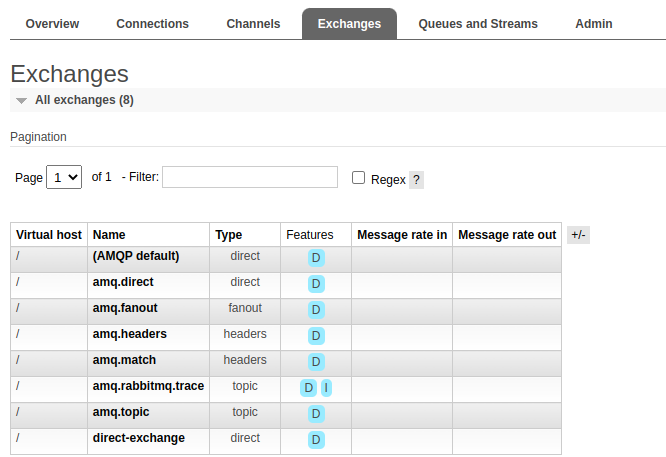 Overview Connections Channels Exchanges Queues and Streams Admin
Exchanges
All exchanges (8)
Pagination
Page 1 of 1 - Filter: Regex ?
Virtual host Name Type Features Message rate in Message rate out +/-
/ (AMQP default) direct D
/ amq.direct direct D
/ amq.fanout fanout D
/ amq.headers headers D
/ amq.match headers D
/ amq.rabbitmq.trace topic D I
/ amq.topic topic D
/ direct-exchange direct D